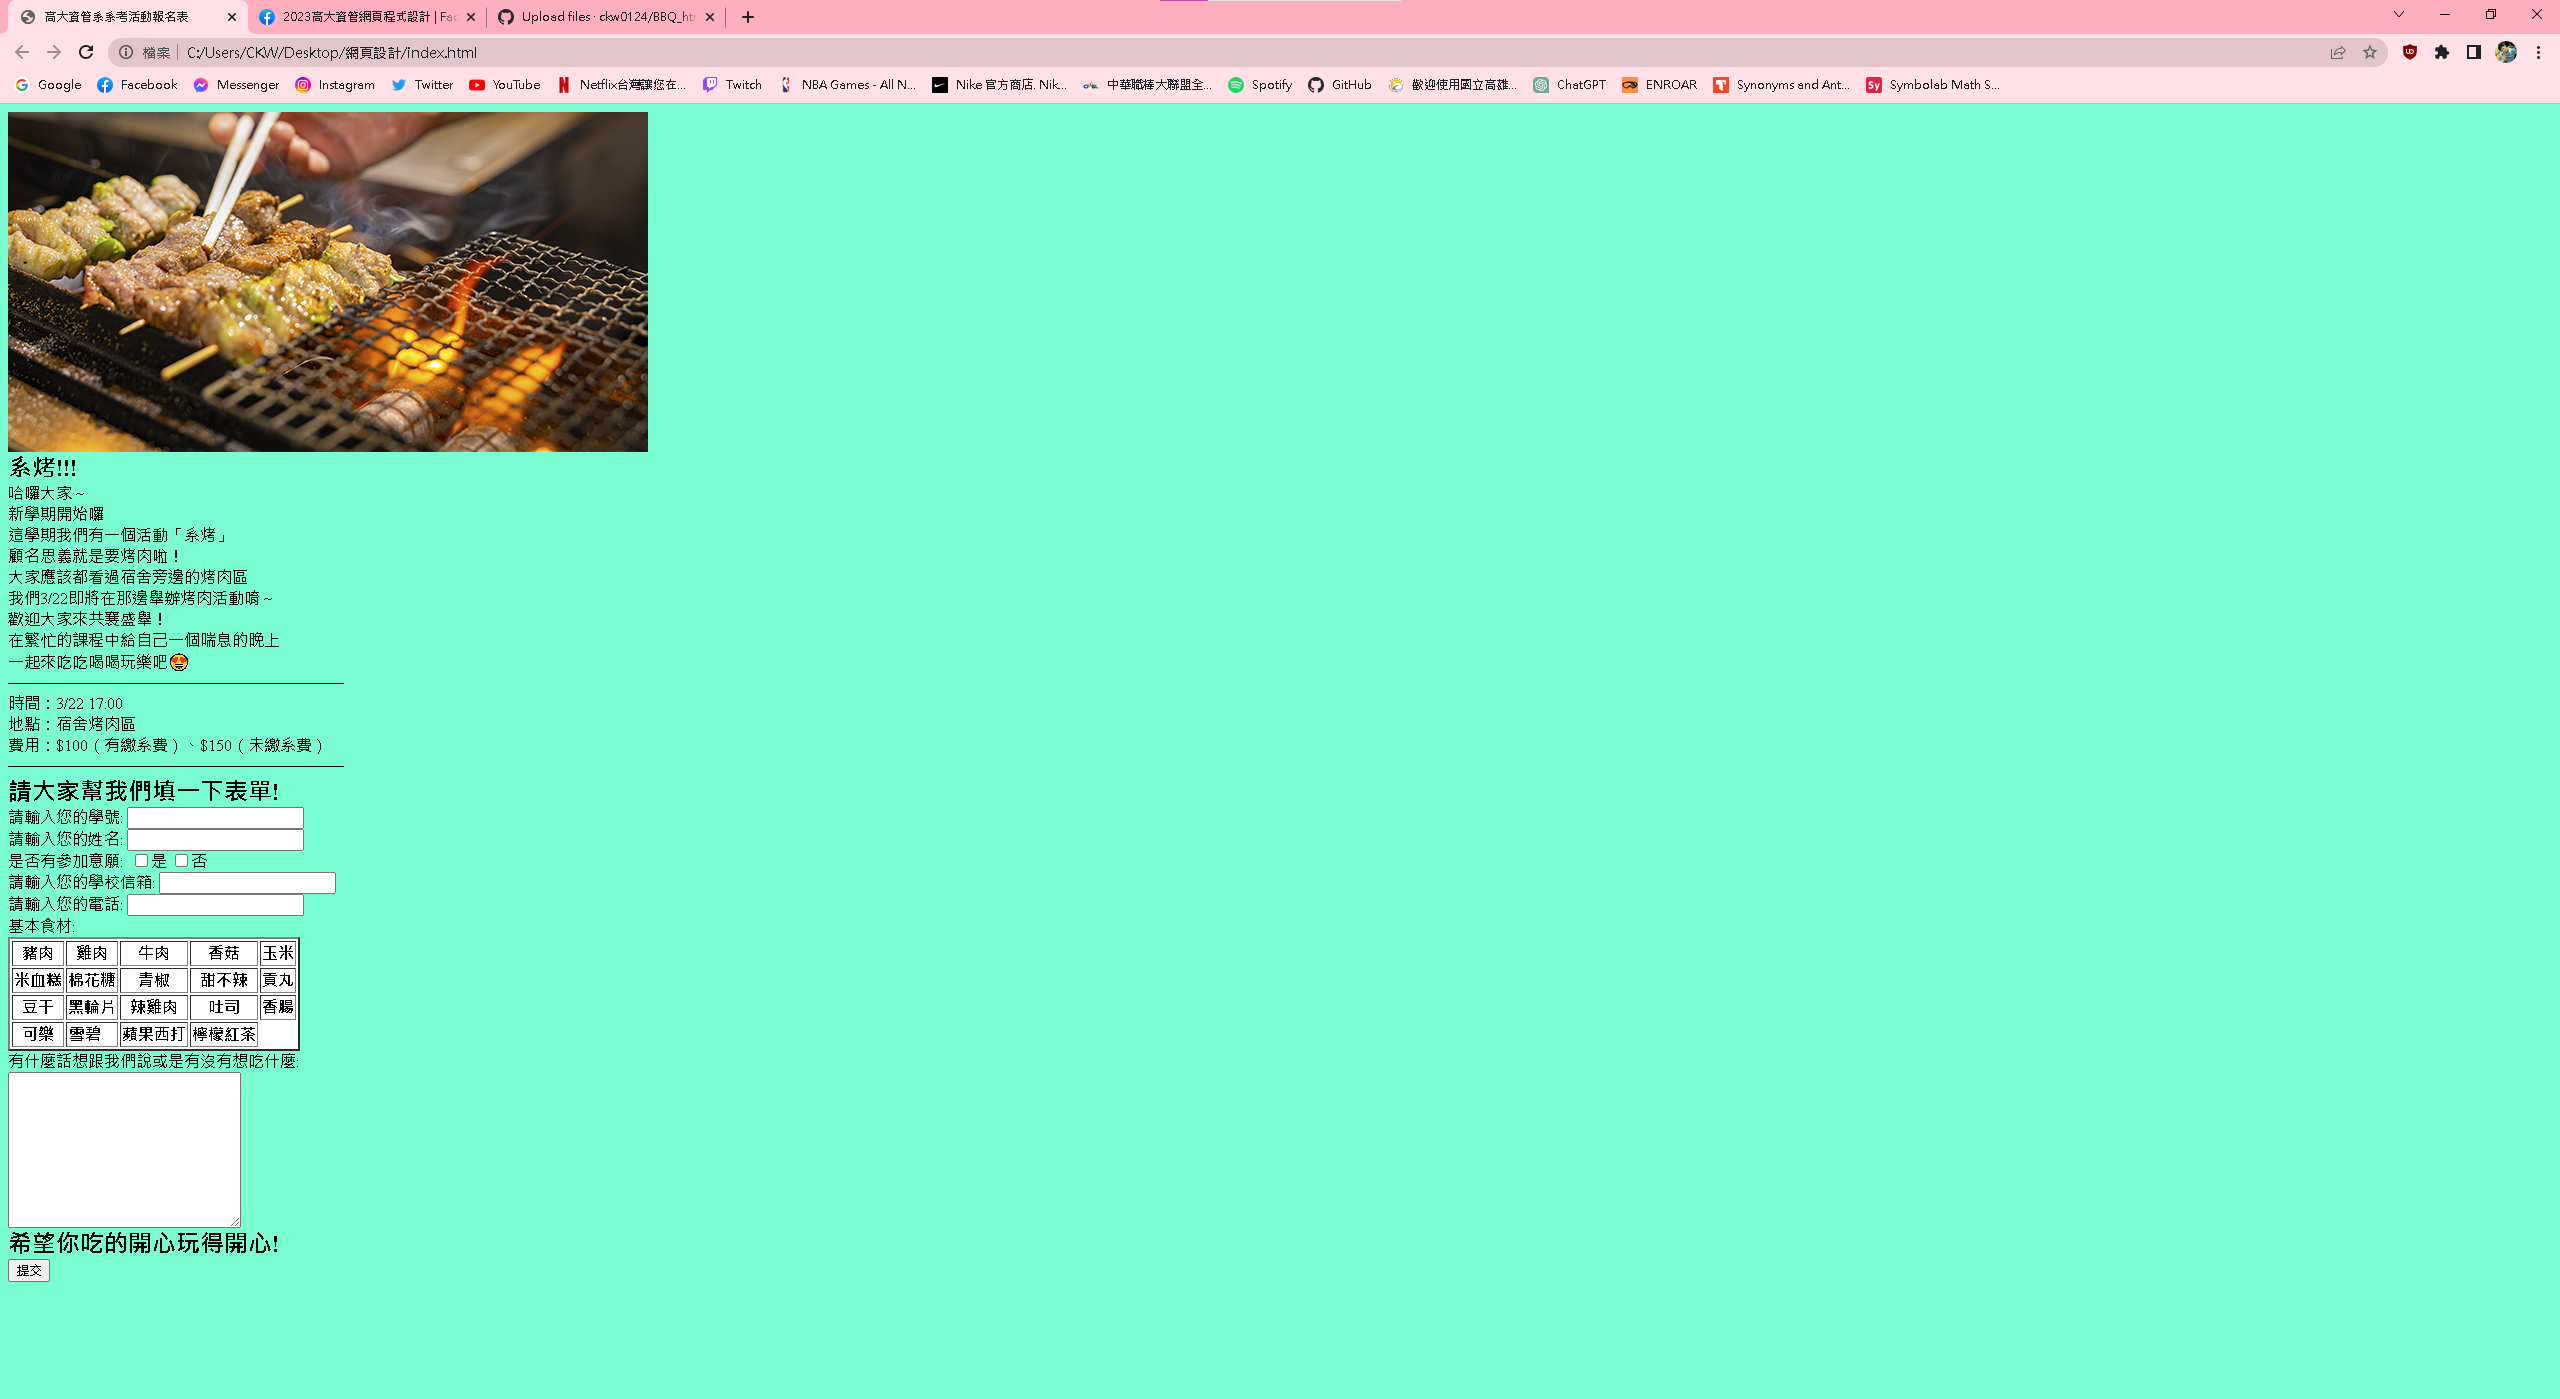 高大資管系系考活動報名表
2023高大資管網頁程式設計 | Fac
Upload files · ckw0124/BBQ_htm
檔案 C:/Users/CKW/Desktop/網頁設計/index.html
Google Facebook Messenger Instagram Twitter YouTube Netflix台灣讓您在... Twitch NBA Games - All N... Nike 官方商店. Nik... 中華職棒大聯盟全... Spotify GitHub 歡迎使用國立高雄... ChatGPT ENROAR Synonyms and Ant... Symbolab Math S...
系烤!!!
哈囉大家～
新學期開始囉
這學期我們有一個活動「系烤」
顧名思義就是要烤肉啦！
大家應該都看過宿舍旁邊的烤肉區
我們3/22即將在那邊舉辦烤肉活動唷～
歡迎大家來共襄盛舉！
在繁忙的課程中給自己一個喘息的晚上
一起來吃吃喝喝玩樂吧🤩
時間：3/22 17:00
地點：宿舍烤肉區
費用：$100（有繳系費）、$150（未繳系費）
請大家幫我們填一下表單!
請輸入您的學號:
請輸入您的姓名:
是否有參加意願: 是 否
請輸入您的學校信箱:
請輸入您的電話:
基本食材:
豬肉 雞肉 牛肉 香菇 玉米
米血糕 棉花糖 青椒 甜不辣 貢丸
豆干 黑輪片 辣雞肉 吐司 香腸
可樂 雪碧 蘋果西打 檸檬紅茶
有什麼話想跟我們說或是有沒有想吃什麼:
希望你吃的開心玩得開心!
提交